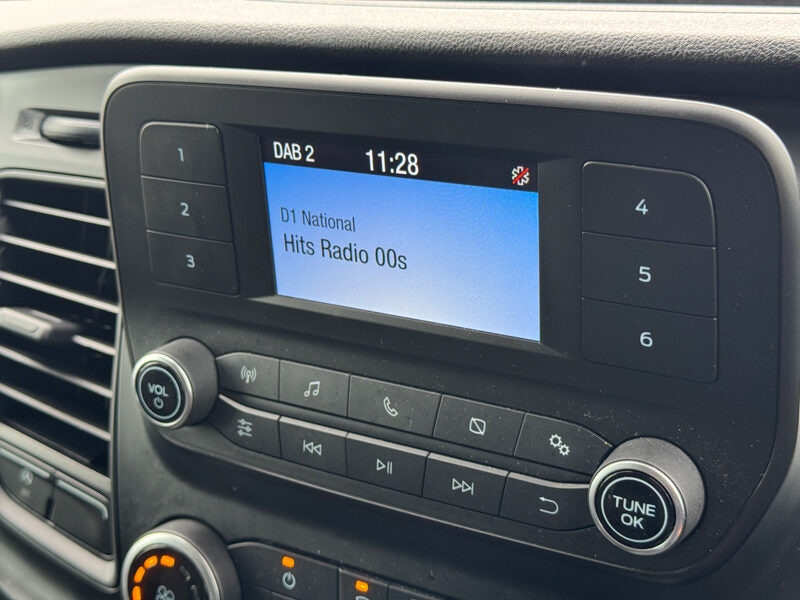 DAB 2 11:28
D1 National
Hits Radio 00s
1
2
3
4
5
6
VOL
TUNE
OK